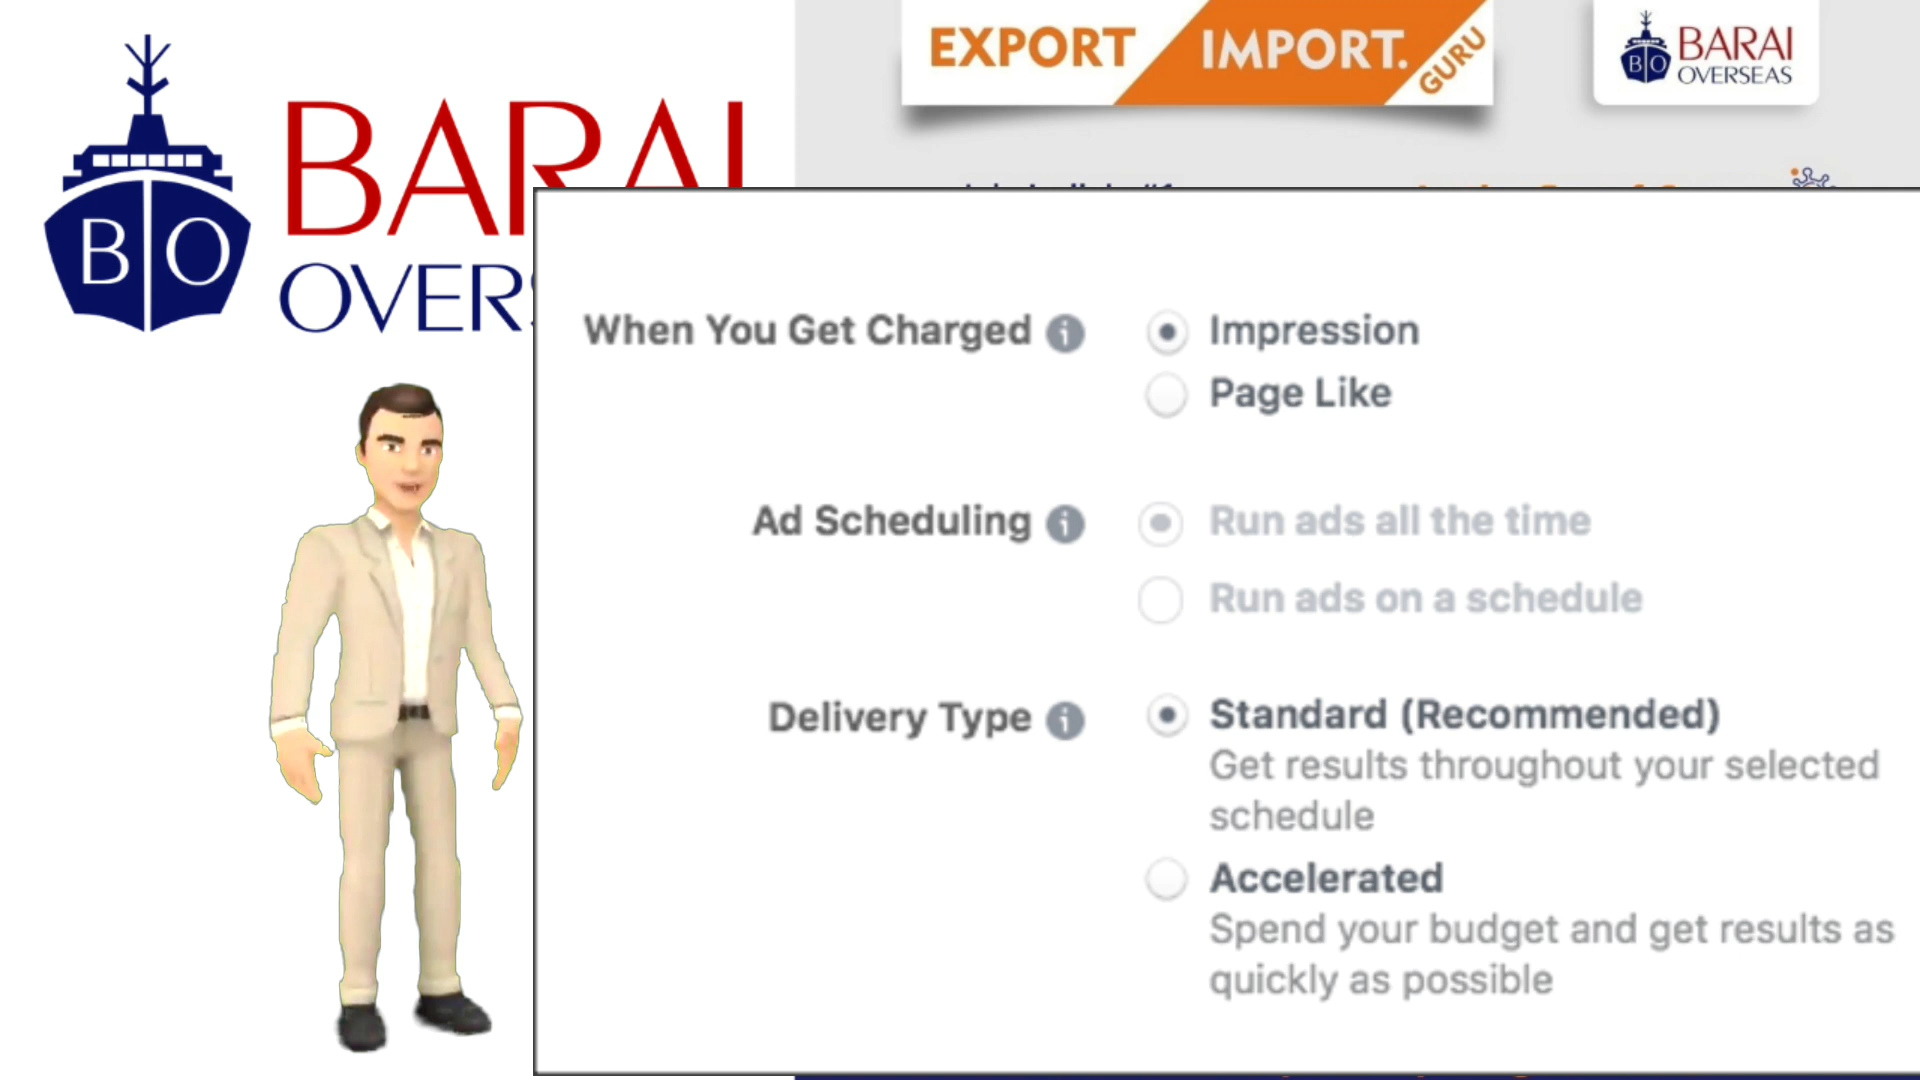 EXPORT IMPORT. GURU
BARAI
OVERSEAS
BARAI
B O
When You Get Charged
Impression
Page Like
Ad Scheduling
Run ads all the time
Run ads on a schedule
Delivery Type
Standard (Recommended)
Get results throughout your selected
schedule
Accelerated
Spend your budget and get results as
quickly as possible